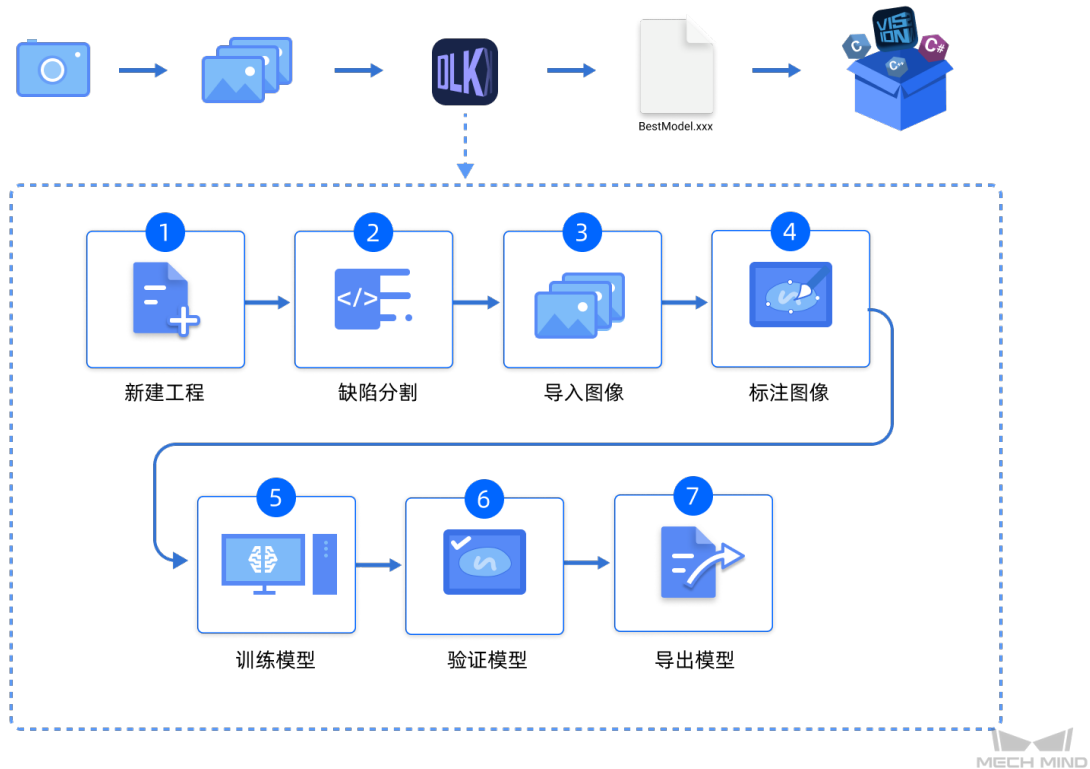 DLK
VISION
C
C#
C++
BestModel.xxx
1
2
3
4
</>
新建工程
缺陷分割
导入图像
标注图像
5
6
7
训练模型
验证模型
导出模型
MECH MIND